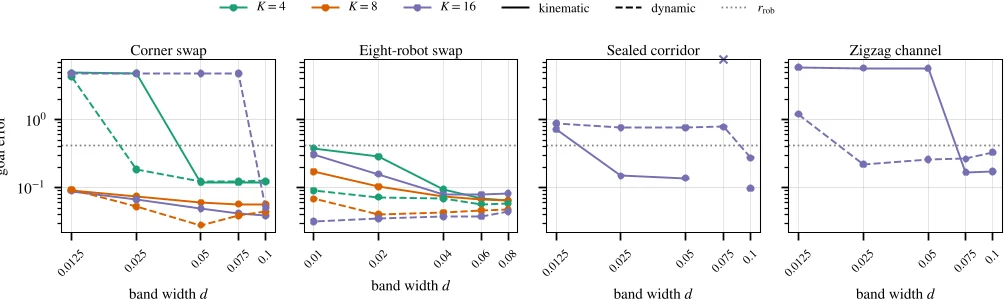 K = 4 K = 8 K = 16 kinematic dynamic r_rob
Corner swap
Eight-robot swap
Sealed corridor
Zigzag channel
goal error
10^0
10^-1
0.0125 0.025 0.05 0.075 0.1
0.01 0.02 0.04 0.06 0.08
0.0125 0.025 0.05 0.075 0.1
0.0125 0.025 0.05 0.075 0.1
band width d
band width d
band width d
band width d